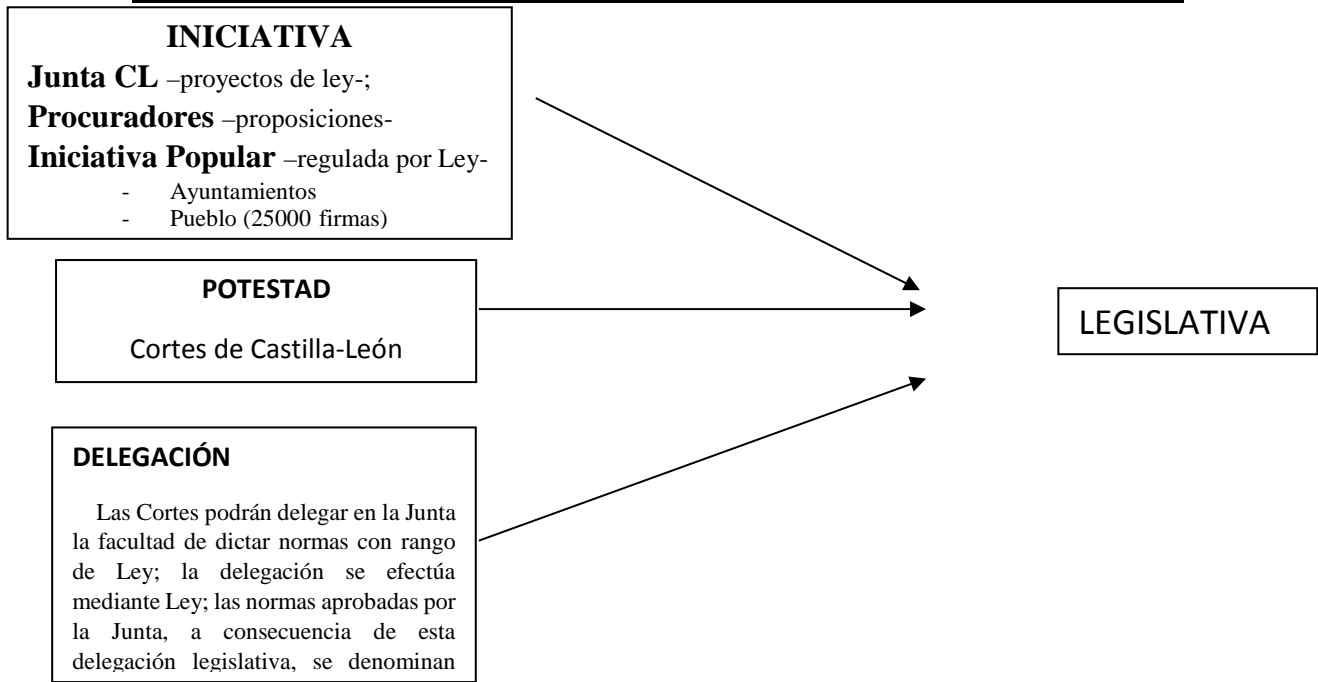 INICIATIVA
Junta CL –proyectos de ley-;
Procuradores –proposiciones-
Iniciativa Popular –regulada por Ley-
- Ayuntamientos
- Pueblo (25000 firmas)
POTESTAD
Cortes de Castilla-León
LEGISLATIVA
DELEGACIÓN
Las Cortes podrán delegar en la Junta
la facultad de dictar normas con rango
de Ley; la delegación se efectúa
mediante Ley; las normas aprobadas por
la Junta, a consecuencia de esta
delegación legislativa, se denominan